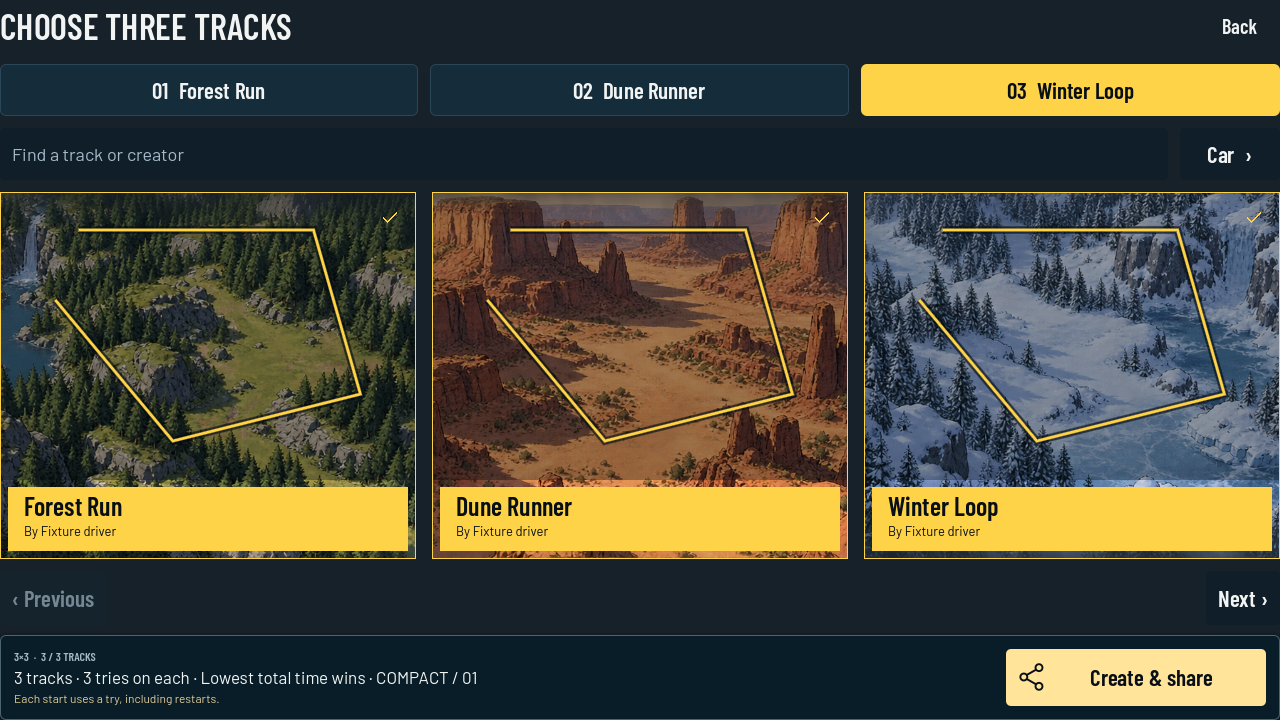 CHOOSE THREE TRACKS
Back
01 Forest Run
02 Dune Runner
03 Winter Loop
Find a track or creator
Car ›
Forest Run
By Fixture driver
Dune Runner
By Fixture driver
Winter Loop
By Fixture driver
‹ Previous
Next ›
3×3 · 3 / 3 TRACKS
3 tracks · 3 tries on each · Lowest total time wins · COMPACT / 01
Each start uses a try, including restarts.
Create & share